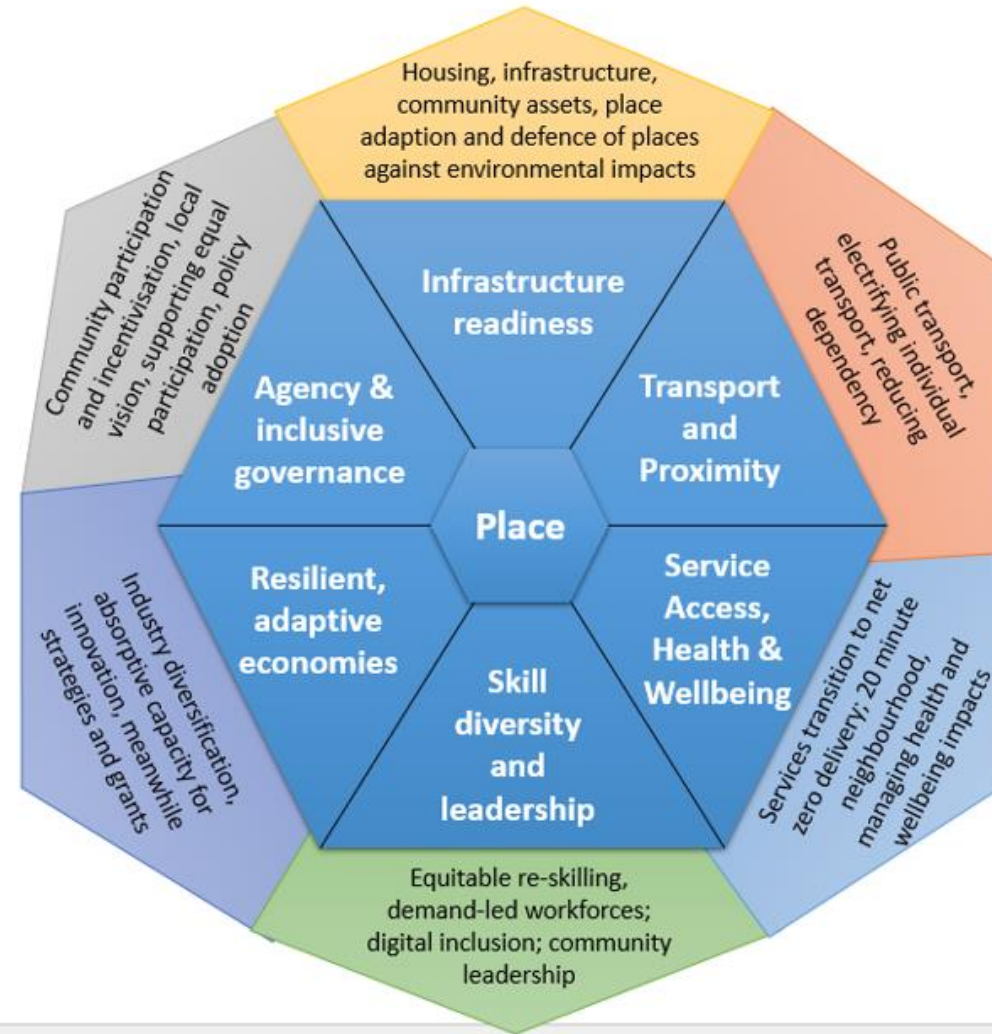 Housing, infrastructure,
community assets, place
adaption and defence of places
against environmental impacts
Community participation
and incentivisation, local
vision, supporting equal
participation, policy
adoption
Public transport,
electrifying individual
transport, reducing
dependency
Infrastructure
readiness
Agency &
inclusive
governance
Transport
and
Proximity
Place
Resilient,
adaptive
economies
Service
Access,
Health &
Wellbeing
Skill
diversity
and
leadership
Industry diversification,
absorptive capacity for
innovation, meanwhile
strategies and grants
Services transition to net
zero delivery; 20 minute
neighbourhood,
managing health and
wellbeing impacts
Equitable re-skilling,
demand-led workforces;
digital inclusion; community
leadership